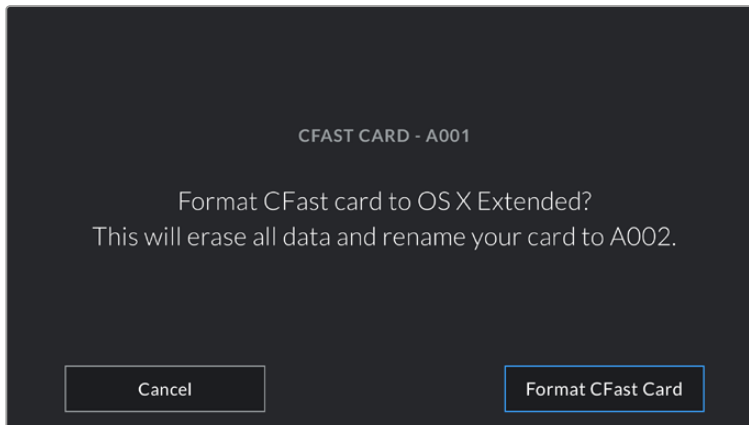 CFAST CARD - A001
Format CFast card to OS X Extended?
This will erase all data and rename your card to A002.
Cancel
Format CFast Card